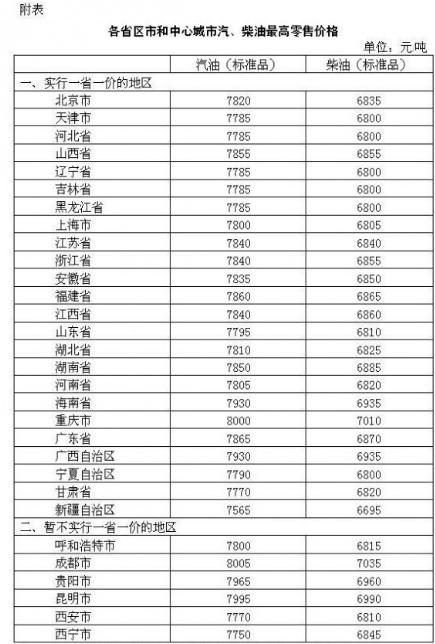 附表
各省区市和中心城市汽、柴油最高零售价格
单位：元/吨
汽油（标准品） 柴油（标准品）
一、实行一省一价的地区
北京市 7820 6835
天津市 7785 6800
河北省 7785 6800
山西省 7855 6855
辽宁省 7785 6800
吉林省 7785 6800
黑龙江省 7785 6800
上海市 7800 6805
江苏省 7840 6840
浙江省 7840 6855
安徽省 7835 6850
福建省 7860 6865
江西省 7840 6860
山东省 7795 6810
湖北省 7810 6825
湖南省 7850 6885
河南省 7805 6820
海南省 7930 6935
重庆市 8000 7010
广东省 7865 6870
广西自治区 7930 6935
宁夏自治区 7790 6800
甘肃省 7770 6820
新疆自治区 7565 6695
二、暂不实行一省一价的地区
呼和浩特市 7800 6815
成都市 8005 7035
贵阳市 7965 6960
昆明市 7995 6990
西安市 7770 6810
西宁市 7750 6845